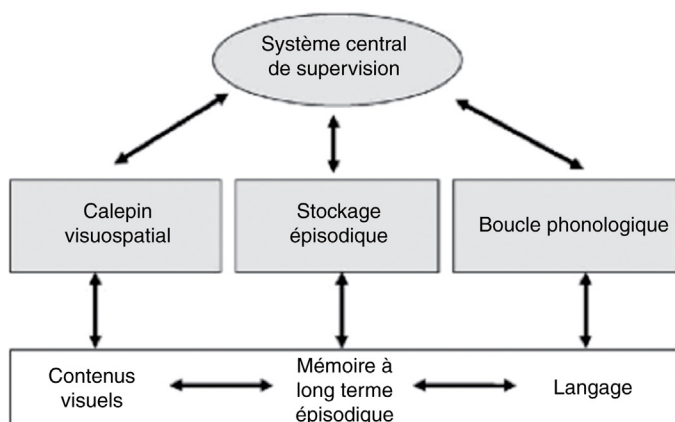 Système central
de supervision
Calepin
visuospatial
Stockage
épisodique
Boucle phonologique
Contenus
visuels
Mémoire à
long terme
épisodique
Langage